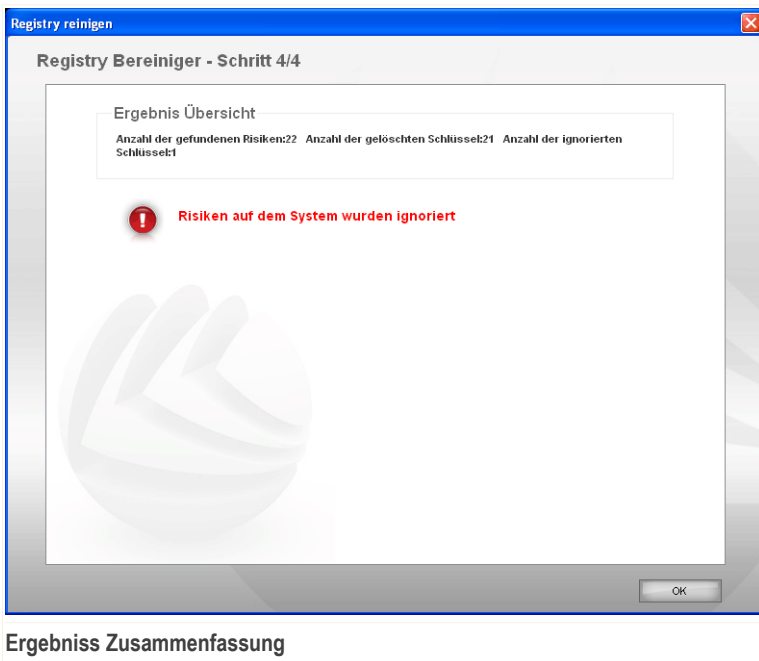 Registry reinigen
Registry Bereiniger - Schritt 4/4
Ergebnis Übersicht
Anzahl der gefundenen Risiken:22 Anzahl der gelöschten Schlüssel:21 Anzahl der ignorierten
Schlüssel:1
Risiken auf dem System wurden ignoriert
OK
Ergebniss Zusammenfassung